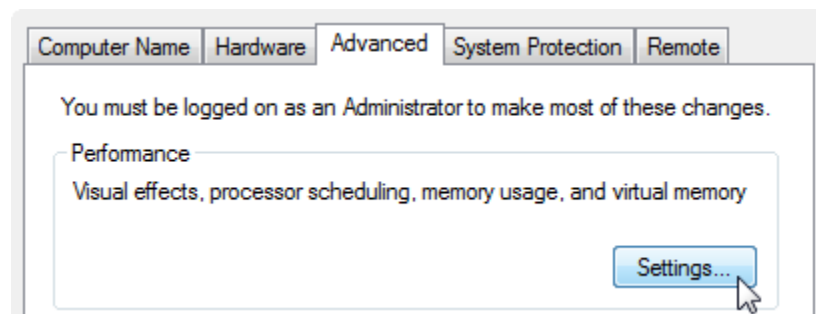 Computer Name Hardware Advanced System Protection Remote
You must be logged on as an Administrator to make most of these changes.
Performance
Visual effects, processor scheduling, memory usage, and virtual memory
Settings...